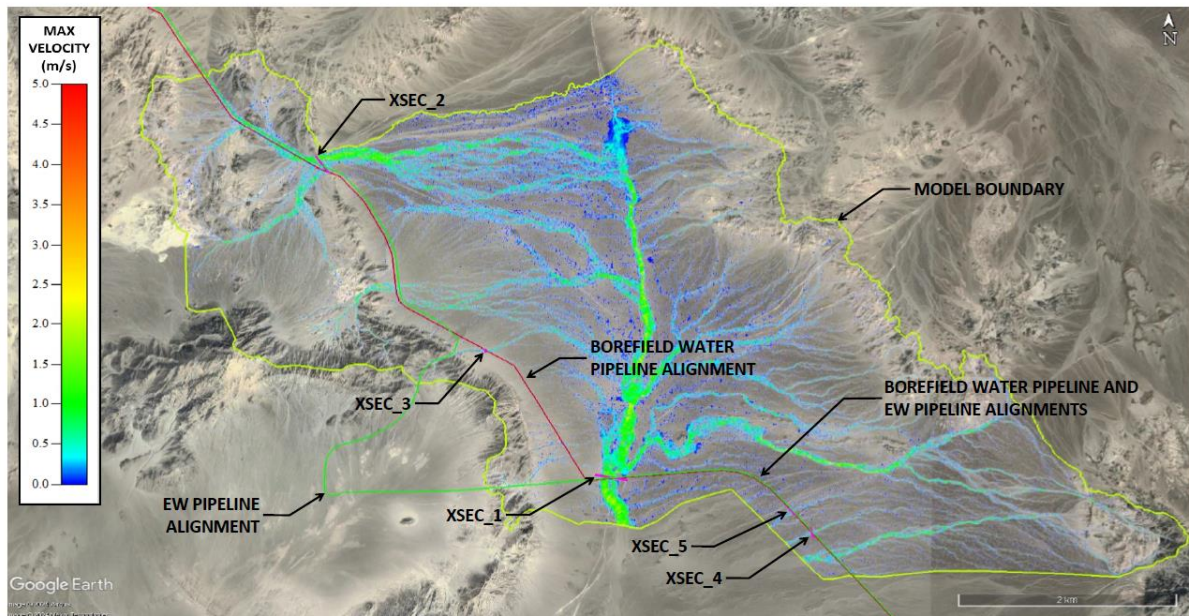 MAX
VELOCITY
(m/s)
5.0
4.5
4.0
3.5
3.0
2.5
2.0
1.5
1.0
0.5
0.0
N
XSEC_2
MODEL BOUNDARY
BOREFIELD WATER
PIPELINE ALIGNMENT
XSEC_3
BOREFIELD WATER PIPELINE AND
EW PIPELINE ALIGNMENTS
EW PIPELINE
ALIGNMENT
XSEC_1
XSEC_5
XSEC_4
Google Earth
2 km